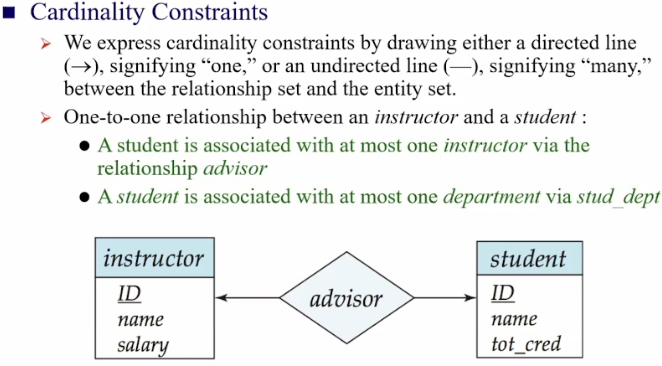 ■ Cardinality Constraints
➢ We express cardinality constraints by drawing either a directed line
(→), signifying “one,” or an undirected line (—), signifying “many,”
between the relationship set and the entity set.
➢ One-to-one relationship between an instructor and a student :
● A student is associated with at most one instructor via the
relationship advisor
● A student is associated with at most one department via stud_dept
instructor
ID
name
salary
advisor
student
ID
name
tot_cred